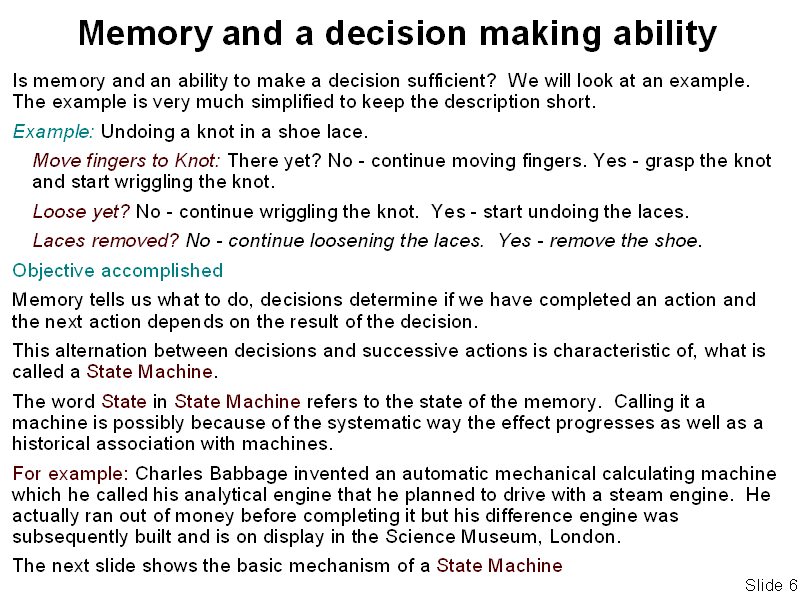 Memory and a decision making ability
Is memory and an ability to make a decision sufficient?  We will look at an example.
The example is very much simplified to keep the description short.
Example: Undoing a knot in a shoe lace.
Move fingers to Knot: There yet? No - continue moving fingers. Yes - grasp the knot
and start wriggling the knot.
Loose yet? No - continue wriggling the knot.  Yes - start undoing the laces.
Laces removed? No - continue loosening the laces.  Yes - remove the shoe.
Objective accomplished
Memory tells us what to do, decisions determine if we have completed an action and
the next action depends on the result of the decision.
This alternation between decisions and successive actions is characteristic of, what is
called a State Machine.
The word State in State Machine refers to the state of the memory.  Calling it a
machine is possibly because of the systematic way the effect progresses as well as a
historical association with machines.
For example: Charles Babbage invented an automatic mechanical calculating machine
which he called his analytical engine that he planned to drive with a steam engine.  He
actually ran out of money before completing it but his difference engine was
subsequently built and is on display in the Science Museum, London.
The next slide shows the basic mechanism of a State Machine
Slide 6